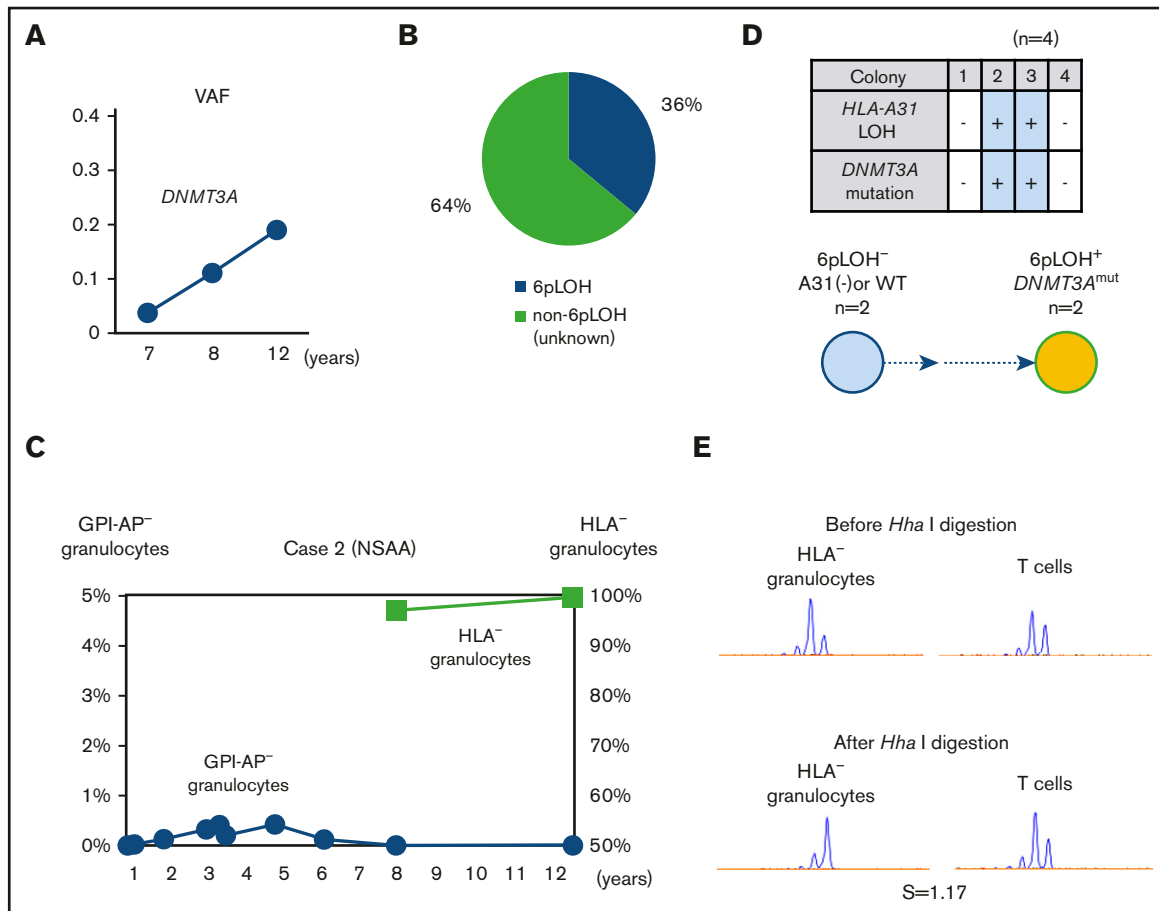 A
VAF
0.4
0.3
0.2
0.1
0
DNMT3A
7 8 12 (years)
B
36%
64%
6pLOH
non-6pLOH
(unknown)
D
(n=4)
Colony 1 2 3 4
HLA-A31
LOH
- + + -
DNMT3A
mutation
- + + -
6pLOH⁻
A31(-)or WT
n=2
6pLOH⁺
DNMT3Aᵐᵘᵗ
n=2
C
GPI-AP⁻
granulocytes
Case 2 (NSAA)
HLA⁻
granulocytes
5%
4%
3%
2%
1%
0%
100%
90%
80%
70%
60%
50%
HLA⁻
granulocytes
GPI-AP⁻
granulocytes
1 2 3 4 5 6 7 8 9 10 11 12 (years)
E
Before Hha I digestion
HLA⁻
granulocytes
T cells
After Hha I digestion
HLA⁻
granulocytes
T cells
S=1.17